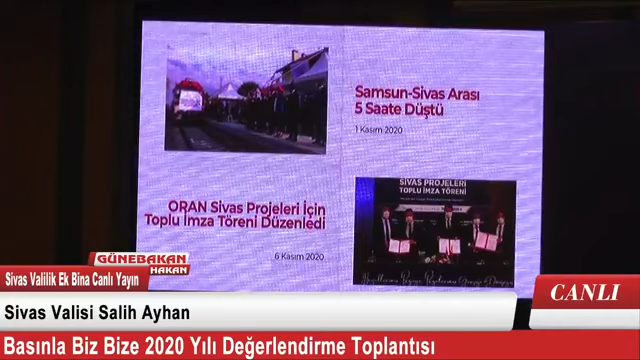 Samsun-Sivas Arası
5 Saate Düştü
1 Kasım 2020
SİVAS PROJELERİ
TOPLU İMZA TÖRENİ
ORAN Sivas Projeleri İçin
Toplu İmza Töreni Düzenledi
6 Kasım 2020
GÜNEBAKAN
HAKAN
Sivas Valilik Ek Bina Canlı Yayın
Sivas Valisi Salih Ayhan
CANLI
Basınla Biz Bize 2020 Yılı Değerlendirme Toplantısı